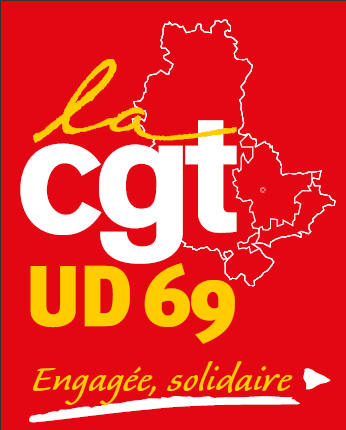 la
cgt
UD 69
Engagée, solidaire